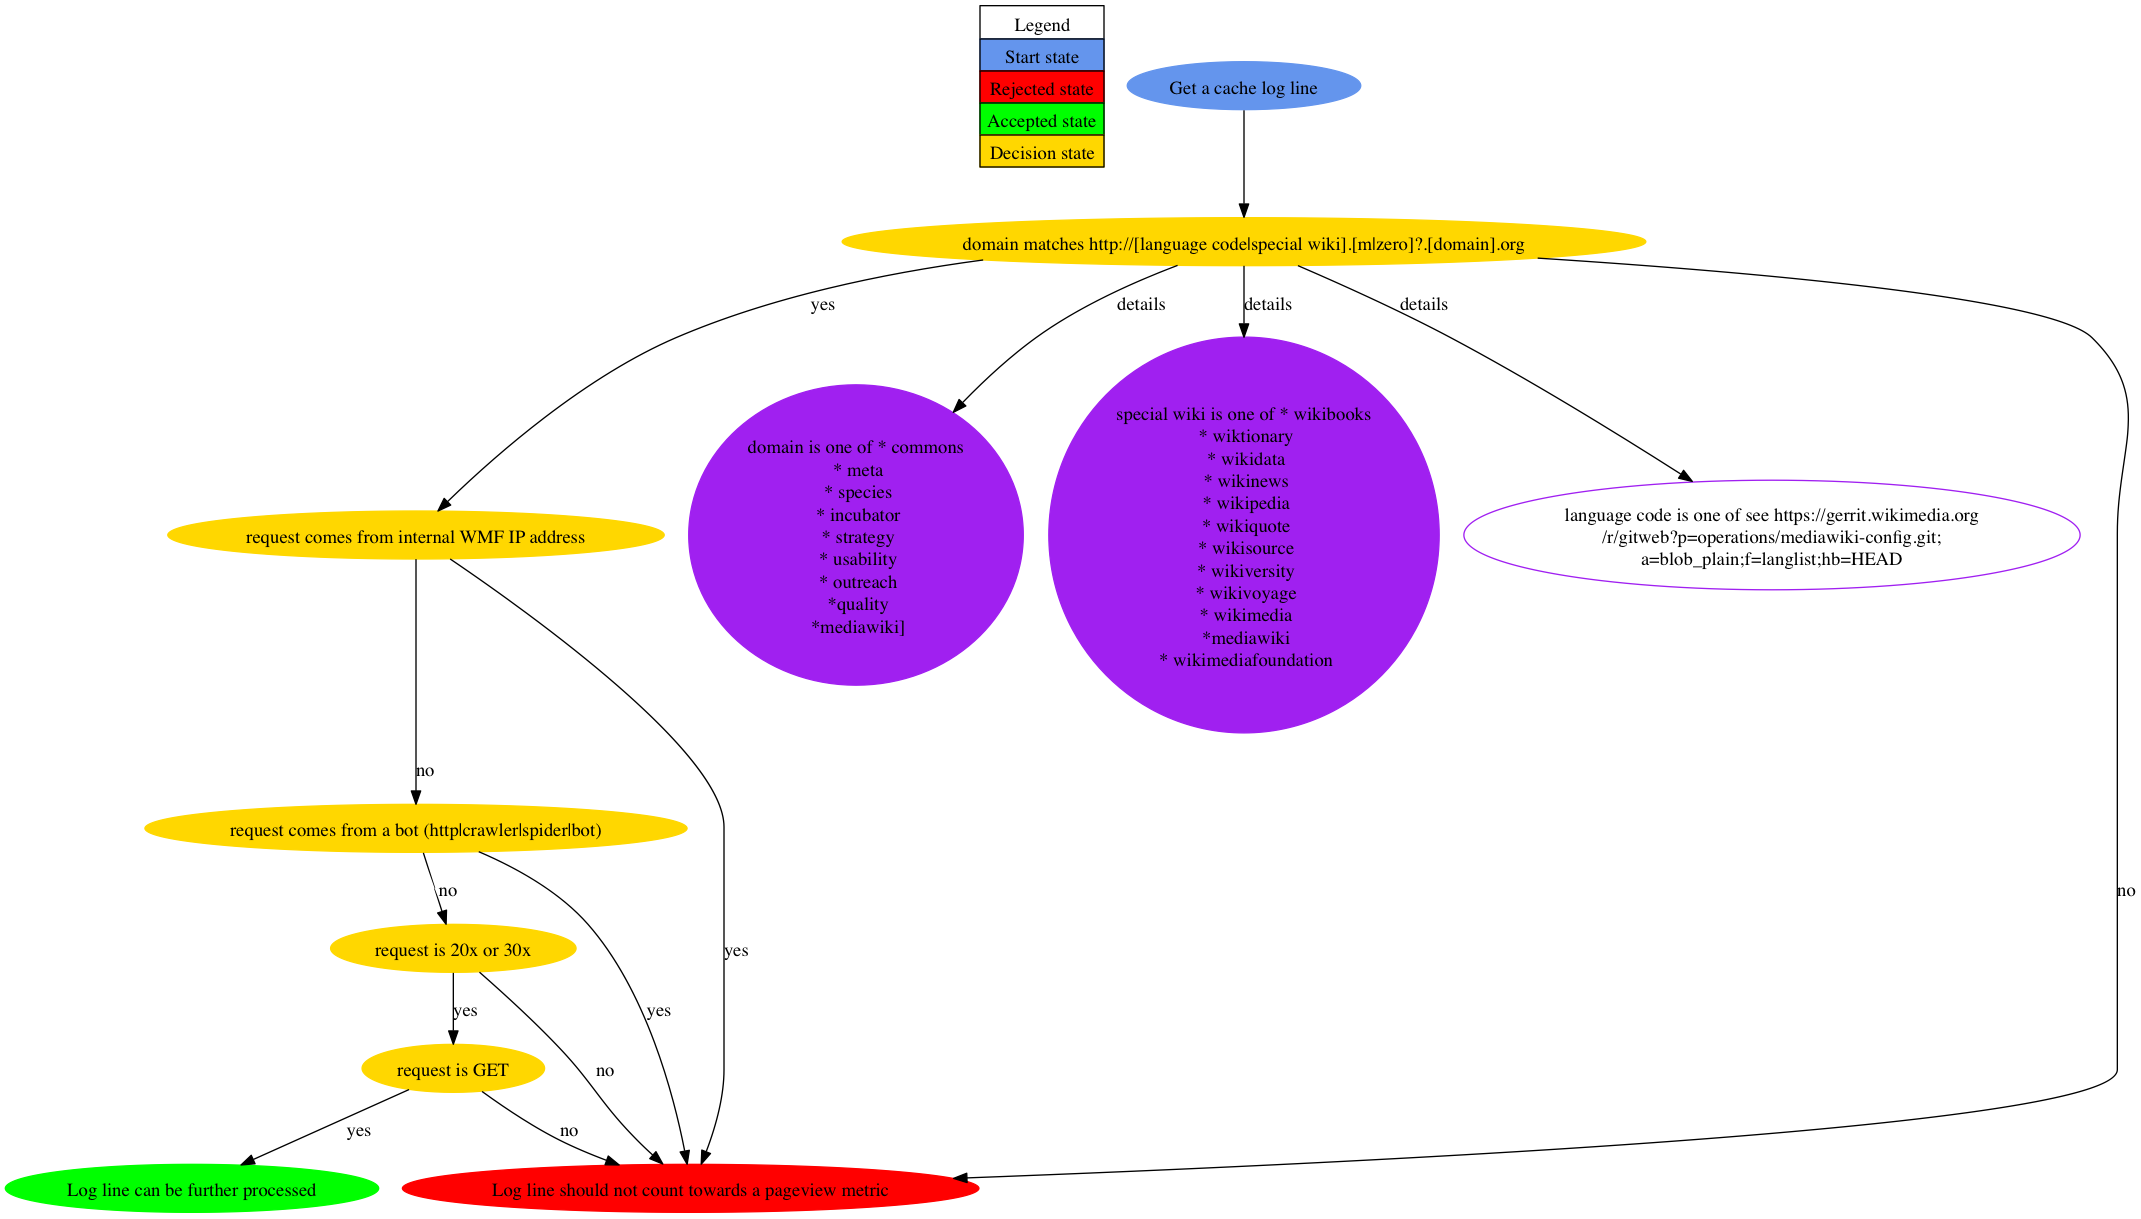 Legend
Start state
Rejected state
Accepted state
Decision state
Get a cache log line
domain matches http://[language code|special wiki].[m|zero]?.[domain].org
yes
details
details
details
domain is one of * commons
* meta
* species
* incubator
* strategy
* usability
* outreach
*quality
*mediawiki]
special wiki is one of * wikibooks
* wiktionary
* wikidata
* wikinews
* wikipedia
* wikiquote
* wikisource
* wikiversity
* wikivoyage
* wikimedia
*mediawiki
* wikimediafoundation
language code is one of see https://gerrit.wikimedia.org
/r/gitweb?p=operations/mediawiki-config.git;
a=blob_plain;f=langlist;hb=HEAD
request comes from internal WMF IP address
no
request comes from a bot (http|crawler|spider|bot)
no
no
request is 20x or 30x
yes
yes
yes
request is GET
no
yes
no
Log line can be further processed
Log line should not count towards a pageview metric